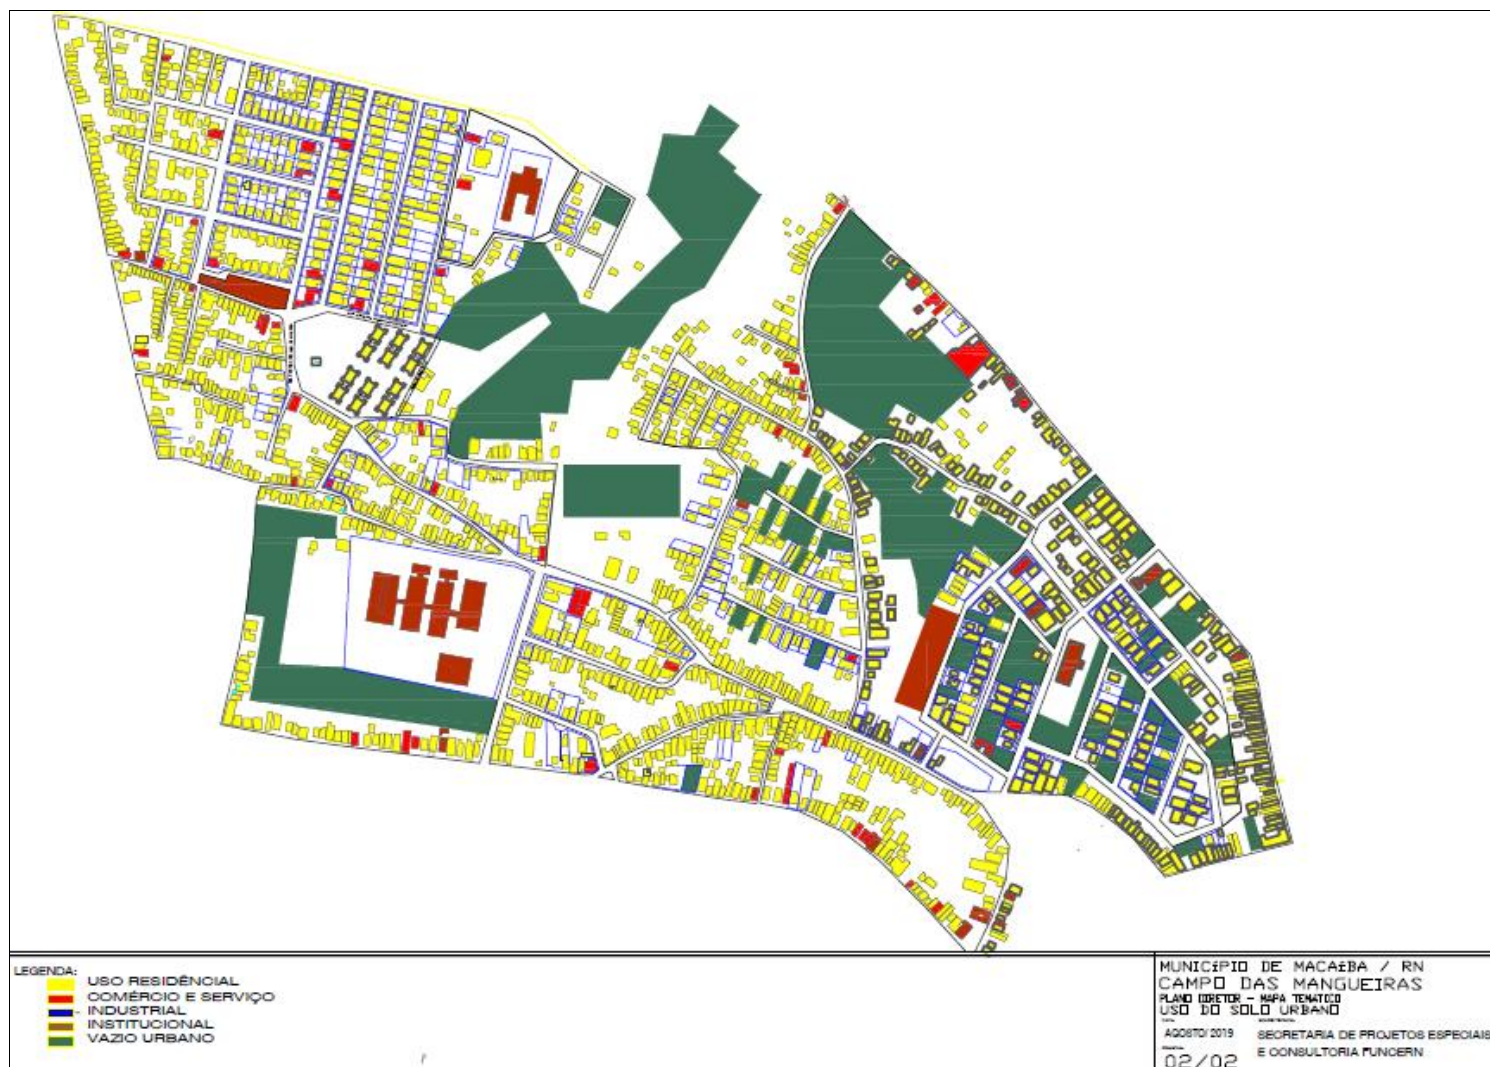 LEGENDA:
USO RESIDÊNCIAL
COMÉRCIO E SERVIÇO
INDUSTRIAL
INSTITUCIONAL
VAZIO URBANO
MUNICíPIO DE MACAíBA / RN
CAMPO DAS MANGUEIRAS
PLANO DIRETOR - MAPA TEMATICO
USO DO SOLO URBANO
AGOSTO/2019
SECRETARIA DE PROJETOS ESPECIAIS
E CONSULTORIA FUNCERN
02/02